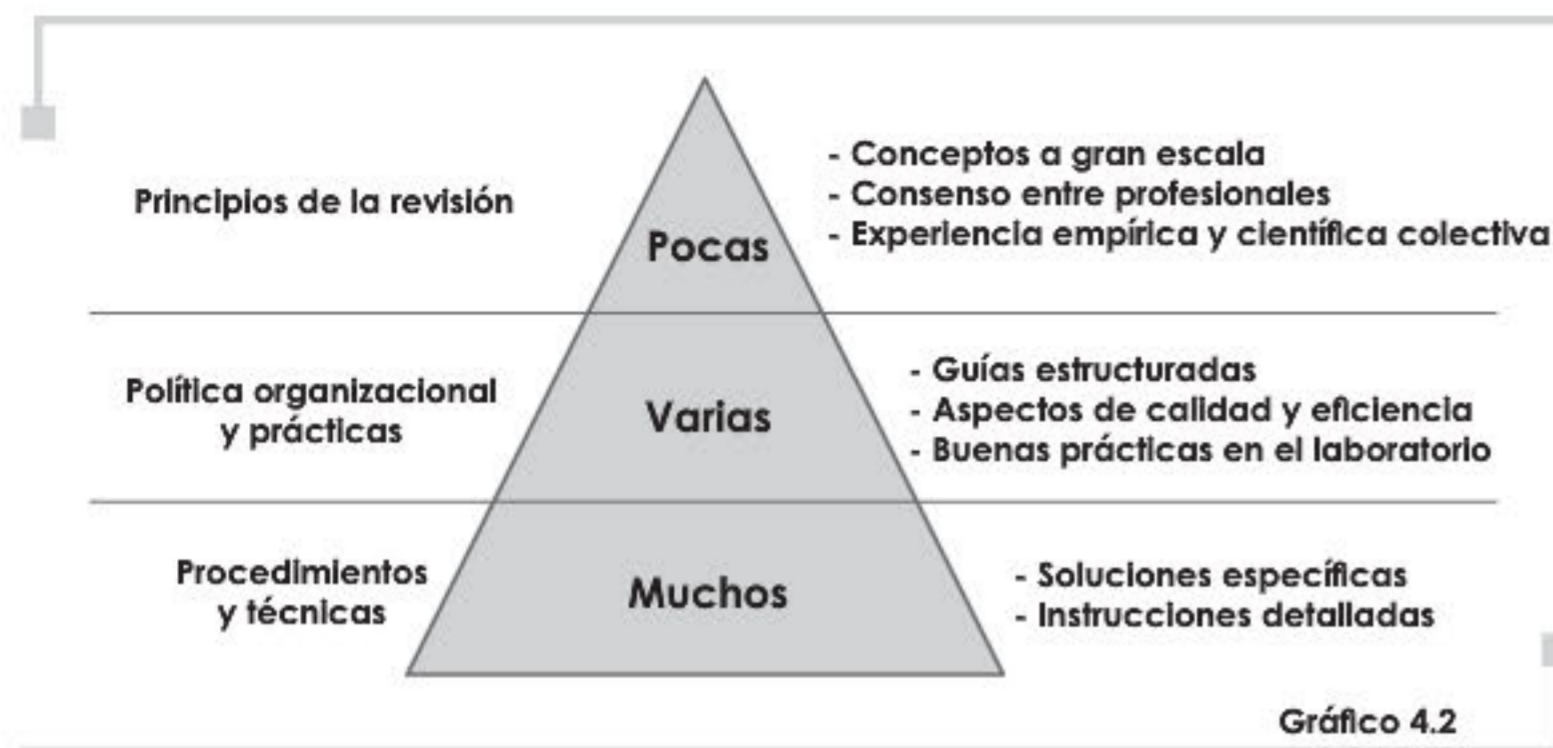 Principios de la revisión
Pocas
- Conceptos a gran escala
- Consenso entre profesionales
- Experiencia empírica y científica colectiva
Política organizacional
y prácticas
Varias
- Guías estructuradas
- Aspectos de calidad y eficiencia
- Buenas prácticas en el laboratorio
Procedimientos
y técnicas
Muchos
- Soluciones específicas
- Instrucciones detalladas
Gráfico 4.2